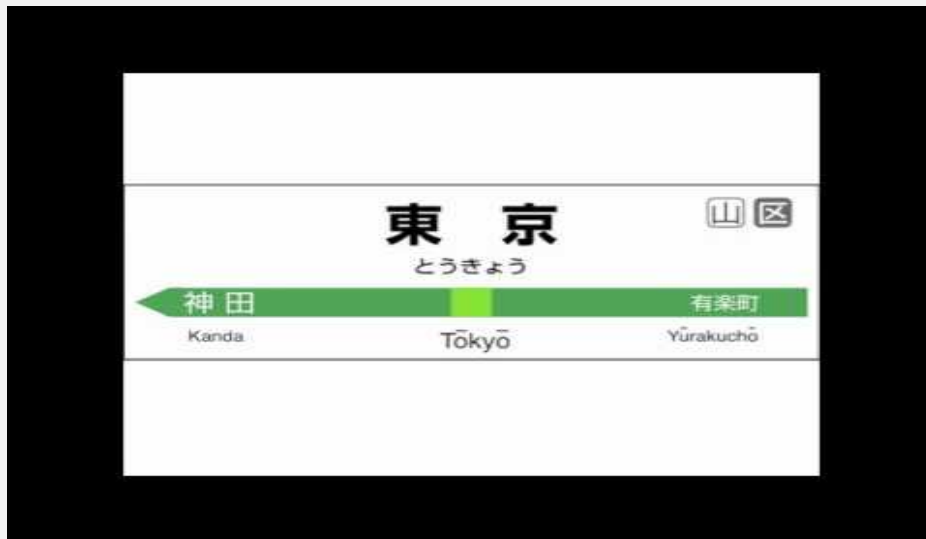 東京
山 区
とうきょう
神田
有楽町
Kanda
Tōkyō
Yūrakuchō